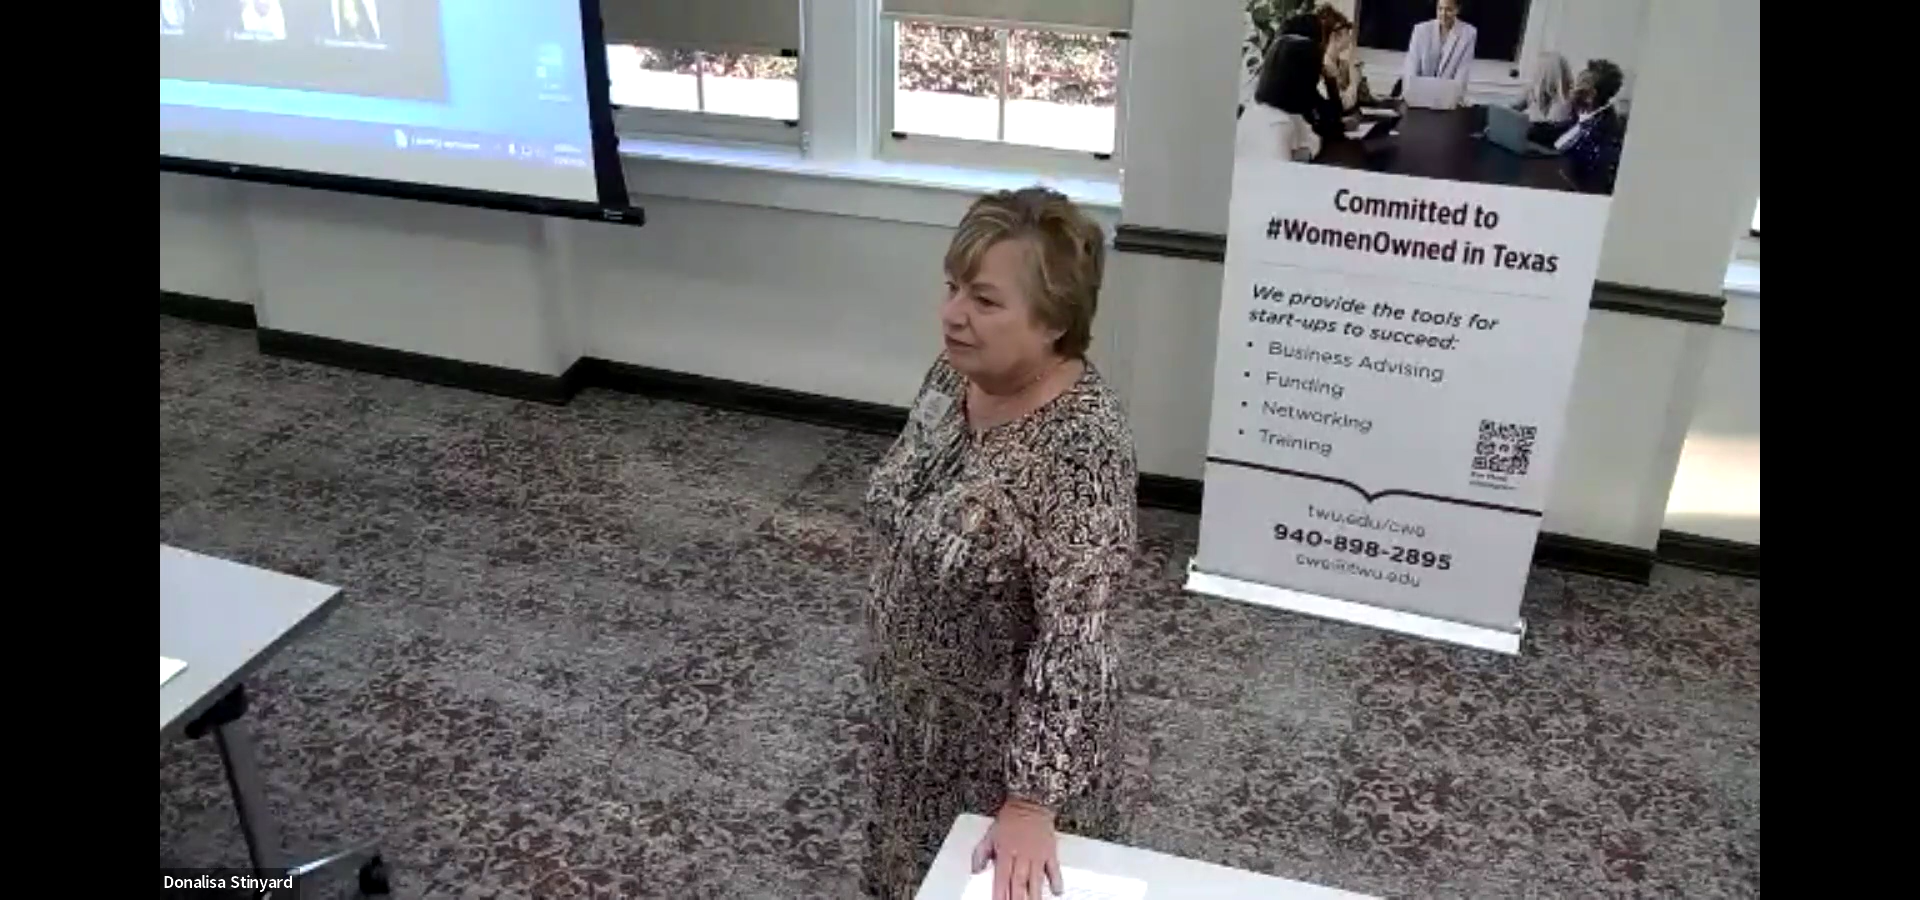 Committed to
#WomenOwned in Texas
We provide the tools for
start-ups to succeed:
• Business Advising
• Funding
• Networking
• Training
twu.edu/cwo
940-898-2895
cwo@twu.edu
Donalisa Stinyard